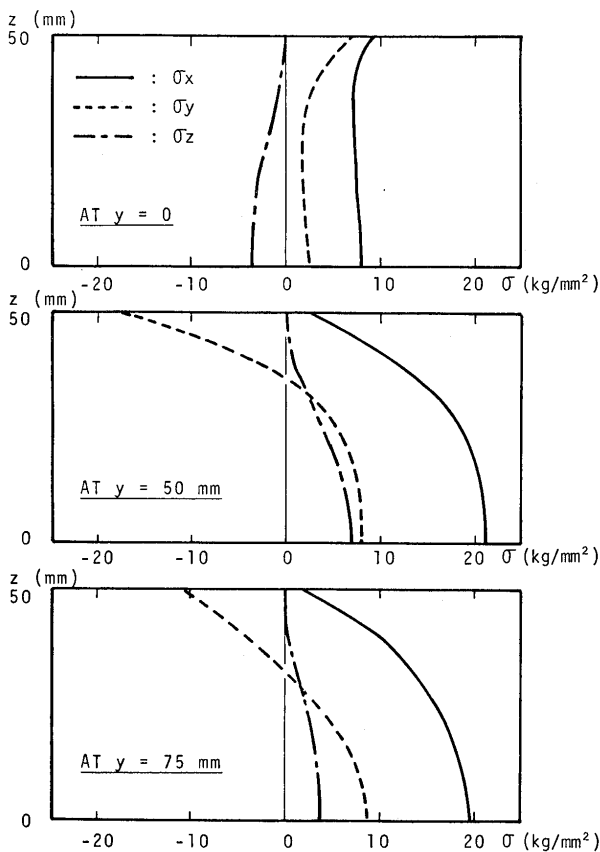 z (mm)
50
: σx
: σy
: σz
AT y = 0
0
-20 -10 0 10 20 σ (kg/mm²)
z (mm)
50
AT y = 50 mm
0
-20 -10 0 10 20 σ (kg/mm²)
z (mm)
50
AT y = 75 mm
0
-20 -10 0 10 20 σ (kg/mm²)